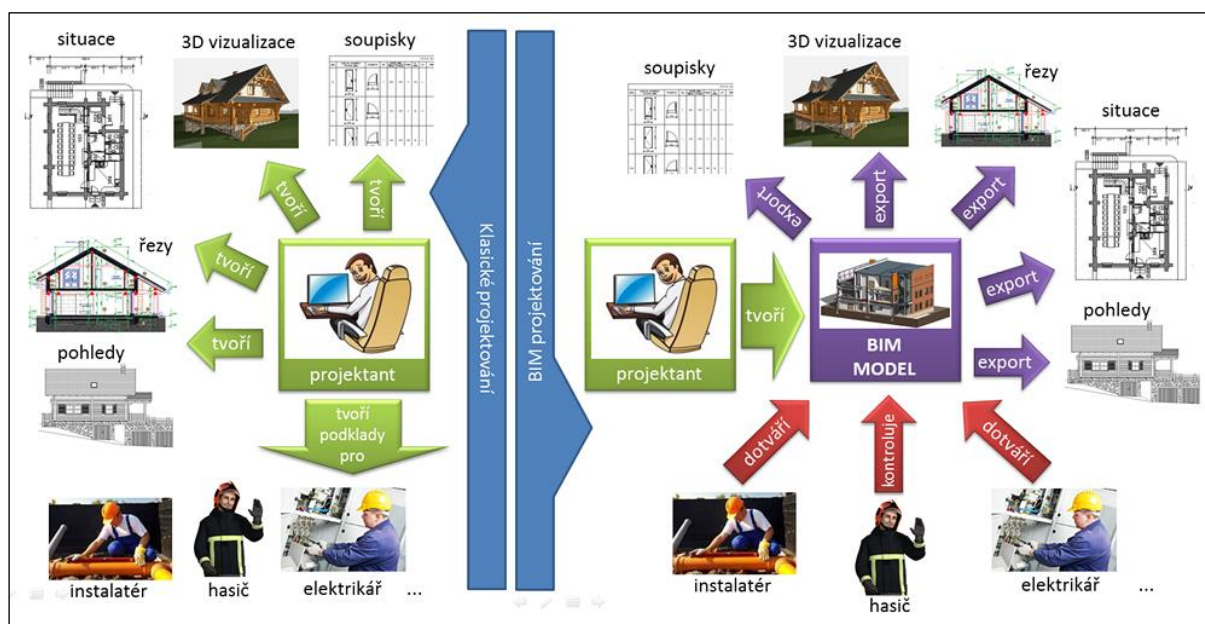 situace
3D vizualizace
soupisky
tvoří
tvoří
řezy
tvoří
tvoří
pohledy
projektant
tvoří
podklady
pro
instalatér
hasič
elektrikář
...
Klasické projektování
BIM projektování
soupisky
3D vizualizace
řezy
situace
export
export
export
projektant
tvoří
BIM
MODEL
export
pohledy
export
dotváří
kontroluje
dotváří
instalatér
hasič
elektrikář
...